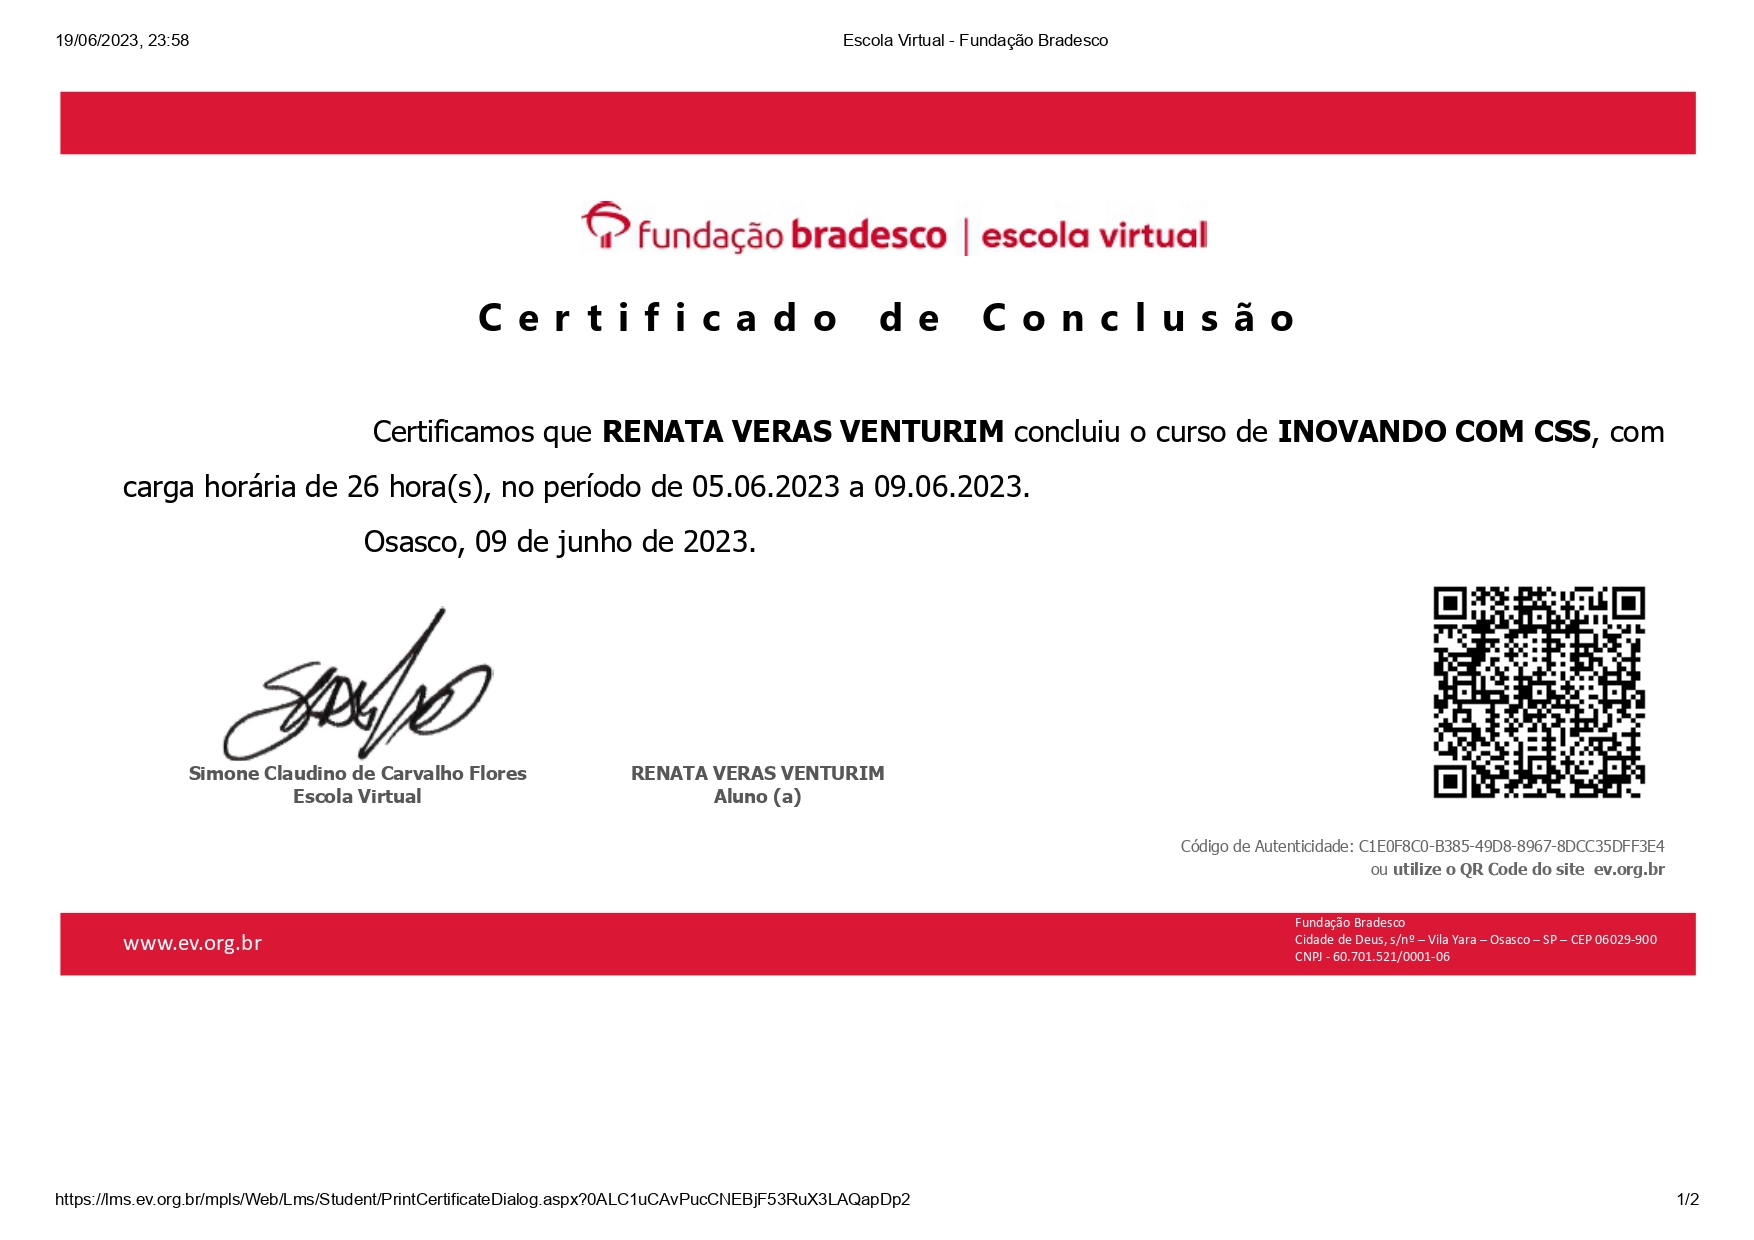 19/06/2023, 23:58
Escola Virtual - Fundação Bradesco
fundação bradesco | escola virtual
Certificado de Conclusão
Certificamos que RENATA VERAS VENTURIM concluiu o curso de INOVANDO COM CSS, com
carga horária de 26 hora(s), no período de 05.06.2023 a 09.06.2023.
Osasco, 09 de junho de 2023.
Simone Claudino de Carvalho Flores
Escola Virtual
RENATA VERAS VENTURIM
Aluno (a)
Código de Autenticidade: C1E0F8C0-B385-49D8-8967-8DCC35DFF3E4
ou utilize o QR Code do site ev.org.br
www.ev.org.br
Fundação Bradesco
Cidade de Deus, s/nº – Vila Yara – Osasco – SP – CEP 06029-900
CNPJ - 60.701.521/0001-06
https://lms.ev.org.br/mpls/Web/Lms/Student/PrintCertificateDialog.aspx?0ALC1uCAvPucCNEBjF53RuX3LAQapDp2
1/2